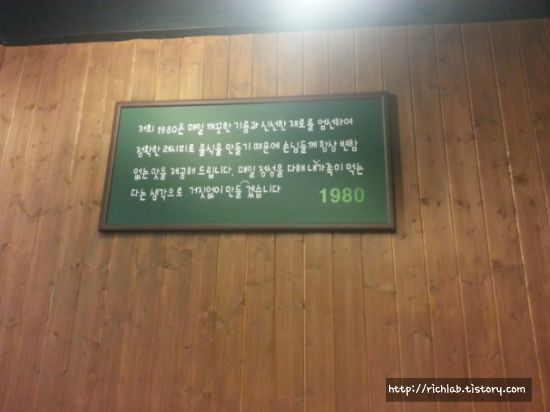 저희 1980은 매일 깨끗한 기름과 신선한 재료를 엄선하여
정확한 레시피로 음식을 만들기 때문에 손님들께 항상 변함
없는 맛을 제공해 드립니다. 매일 정성을 다해 내가족이 먹는
다는 생각으로 거짓없이 만들겠습니다
1980
http://richlab.tistory.com